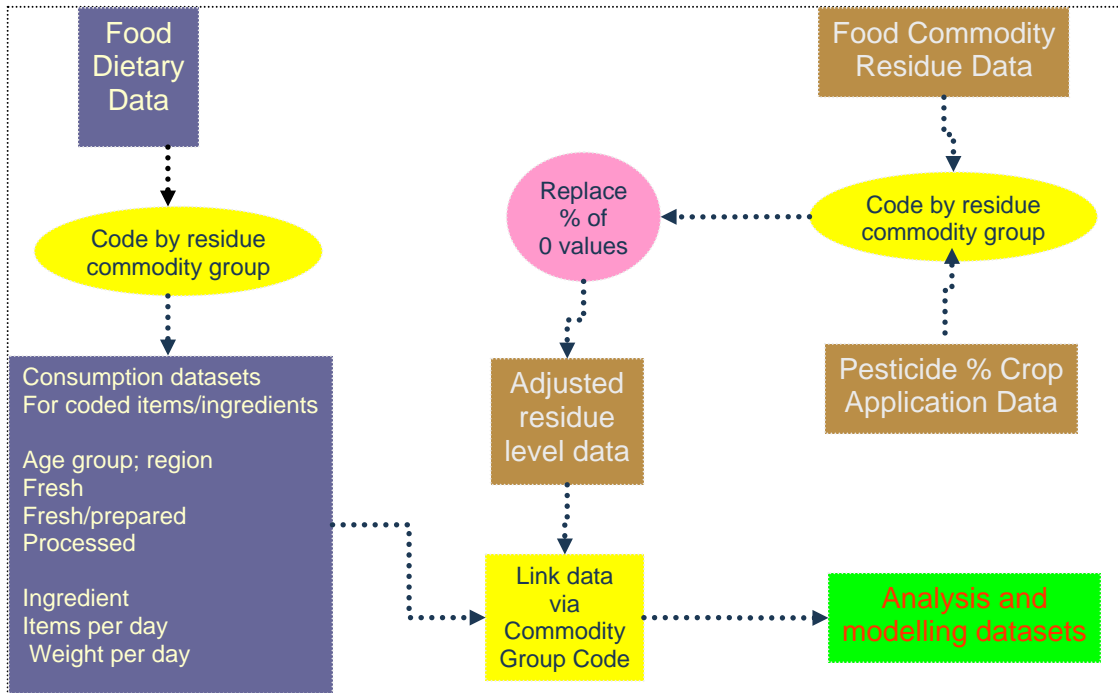 Food
Dietary
Data
Food Commodity
Residue Data
Replace
% of
0 values
Code by residue
commodity group
Code by residue
commodity group
Consumption datasets
For coded items/ingredients
Age group; region
Fresh
Fresh/prepared
Processed
Ingredient
Items per day
Weight per day
Adjusted
residue
level data
Pesticide % Crop
Application Data
Link data
via
Commodity
Group Code
Analysis and
modelling datasets